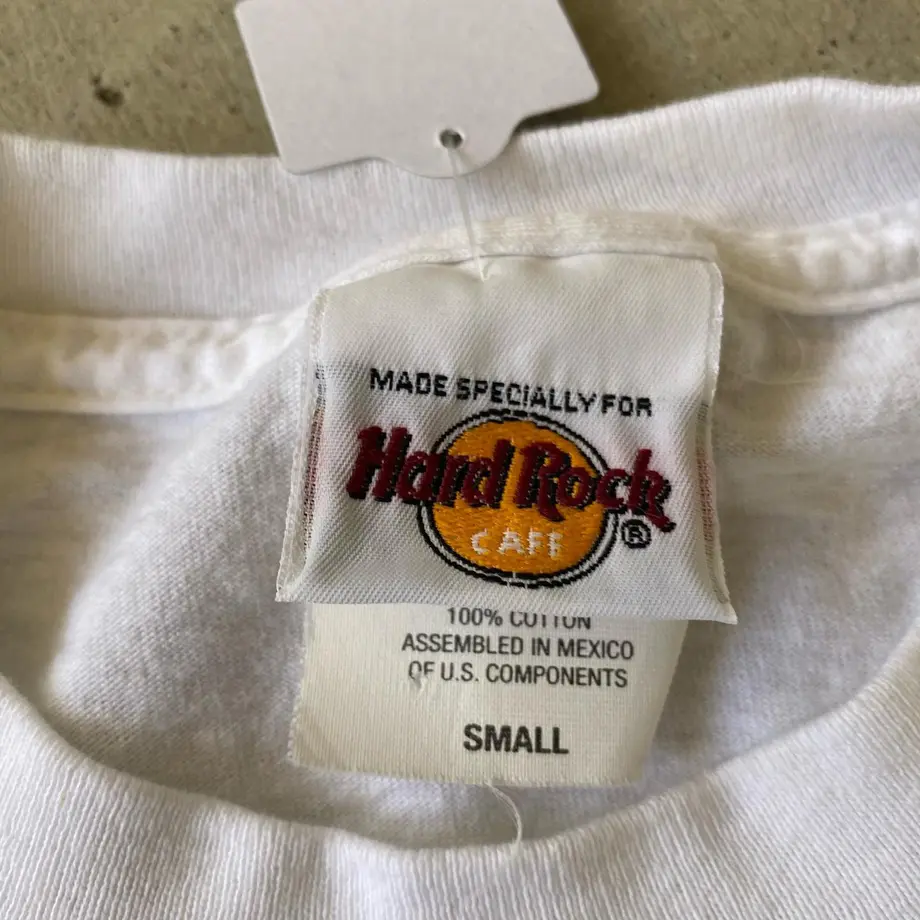 MADE SPECIALLY FOR
Hard Rock
CAFE
®
100% COTTON
ASSEMBLED IN MEXICO
OF U.S. COMPONENTS
SMALL